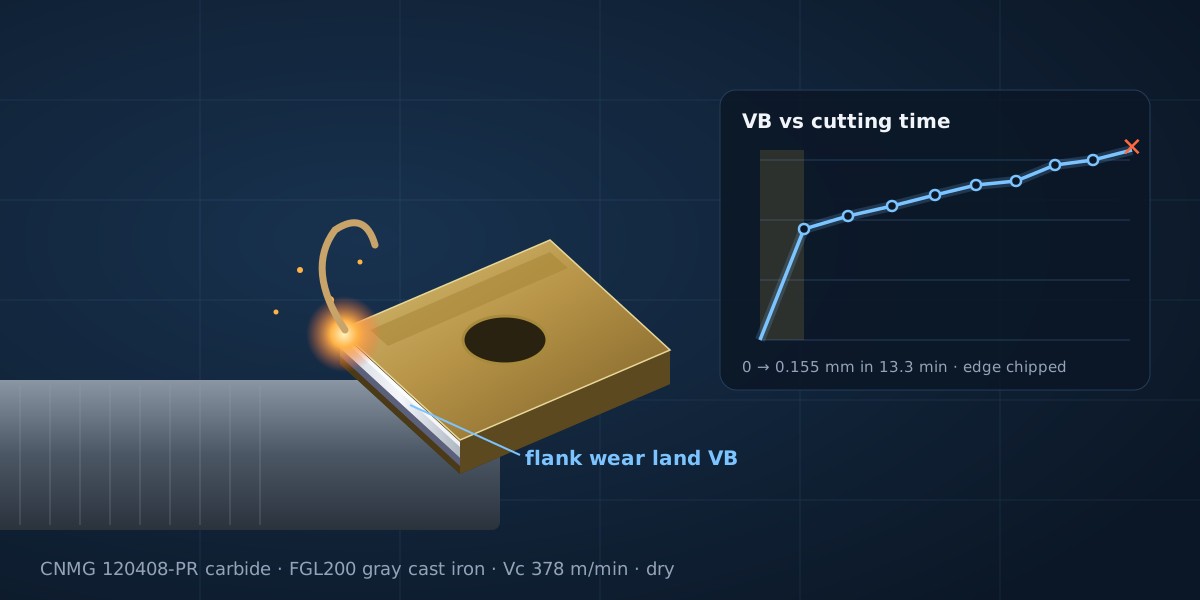 VB vs cutting time
0 → 0.155 mm in 13.3 min · edge chipped
flank wear land VB
CNMG 120408-PR carbide · FGL200 gray cast iron · Vc 378 m/min · dry